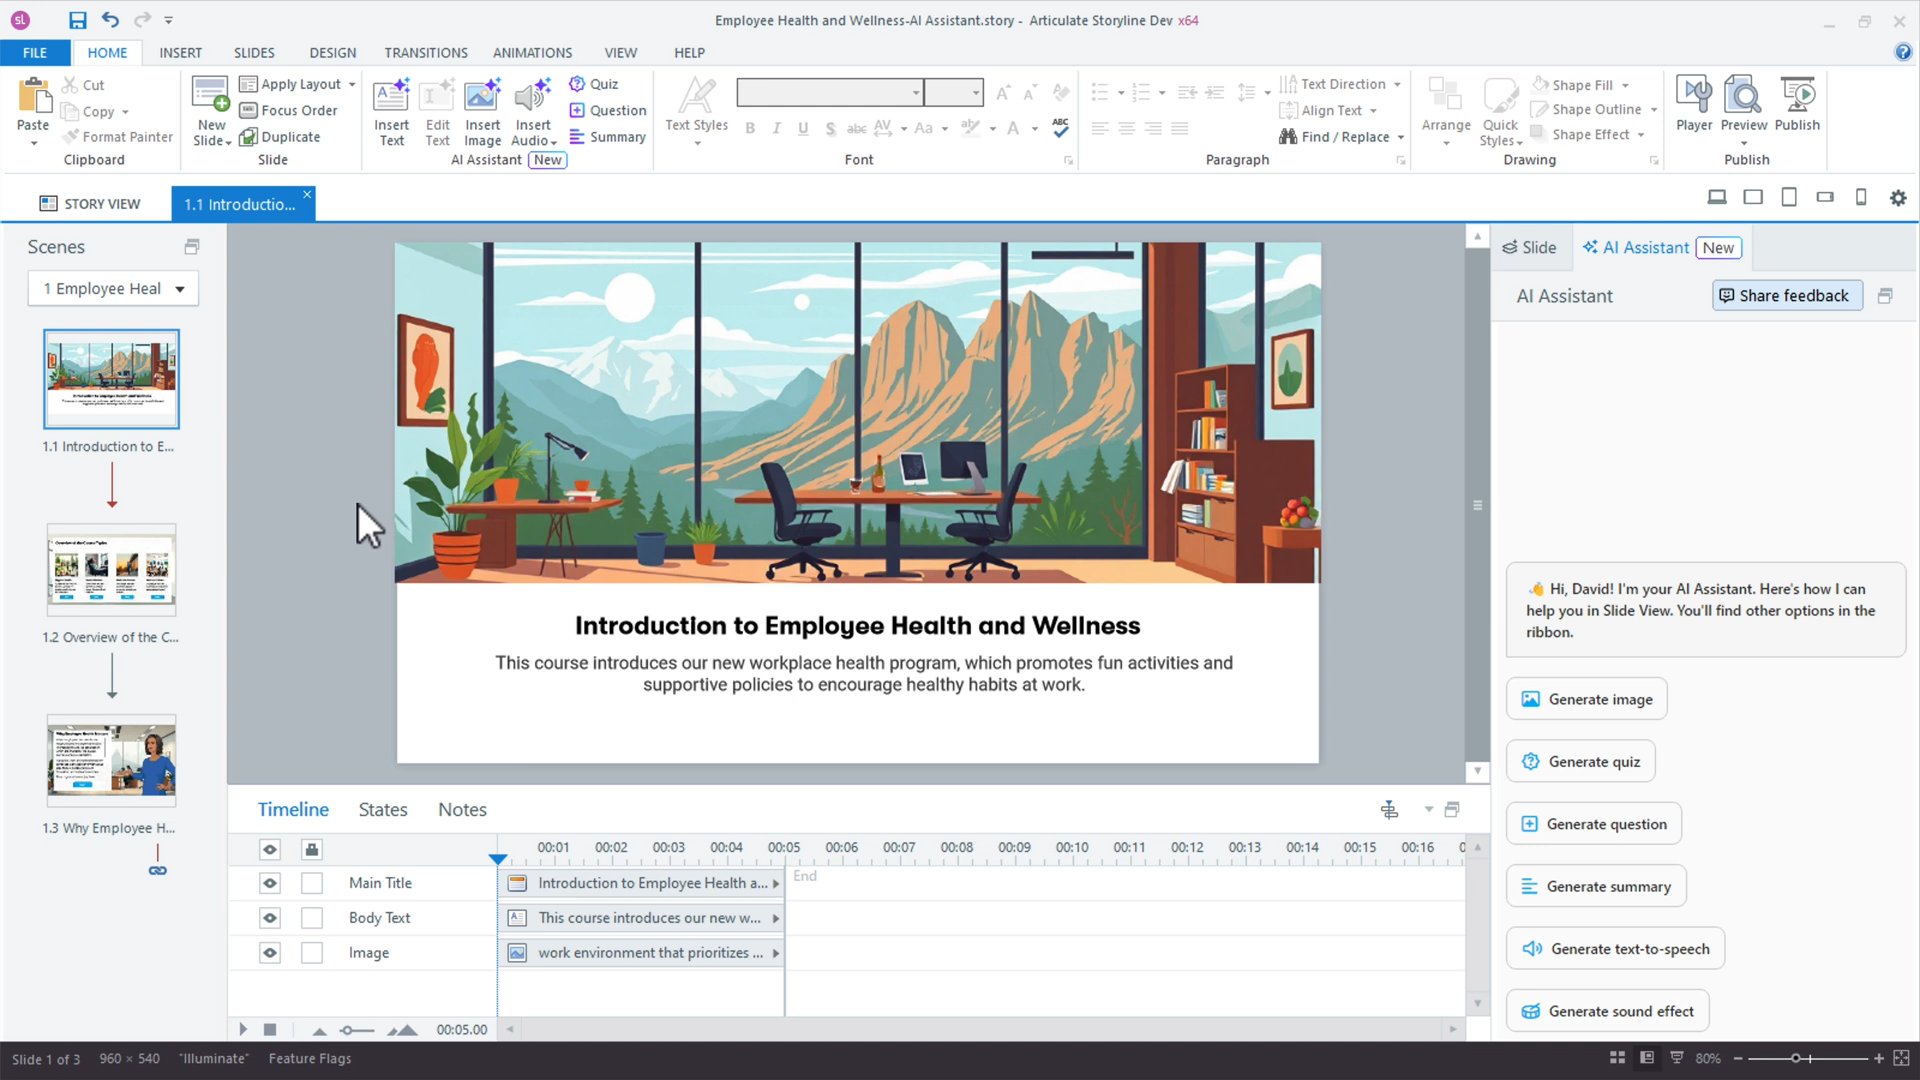 sl
Employee Health and Wellness-AI Assistant.story - Articulate Storyline Dev x64
FILE HOME INSERT SLIDES DESIGN TRANSITIONS ANIMATIONS VIEW HELP
Paste
Cut
Copy
Format Painter
Clipboard
New Slide
Apply Layout
Focus Order
Duplicate
Slide
Insert Text
Edit Text
Insert Image
Insert Audio
Quiz
Question
Summary
AI Assistant New
Text Styles
B I U S abc AV Aa A ABC
Font
Text Direction
Align Text
Find / Replace
Paragraph
Arrange
Quick Styles
Shape Fill
Shape Outline
Shape Effect
Drawing
Player
Preview
Publish
Publish
STORY VIEW
1.1 Introductio...
Scenes
1 Employee Heal
1.1 Introduction to E...
1.2 Overview of the C...
1.3 Why Employee H...
Introduction to Employee Health and Wellness
This course introduces our new workplace health program, which promotes fun activities and
supportive policies to encourage healthy habits at work.
Timeline States Notes
00:01 00:02 00:03 00:04 00:05 00:06 00:07 00:08 00:09 00:10 00:11 00:12 00:13 00:14 00:15 00:16
Main Title Introduction to Employee Health a... End
Body Text This course introduces our new w...
Image work environment that prioritizes ...
00:05.00
Slide AI Assistant New
AI Assistant Share feedback
👋 Hi, David! I'm your AI Assistant. Here's how I can
help you in Slide View. You'll find other options in the
ribbon.
Generate image
Generate quiz
Generate question
Generate summary
Generate text-to-speech
Generate sound effect
Slide 1 of 3 960 × 540 "Illuminate" Feature Flags 80%